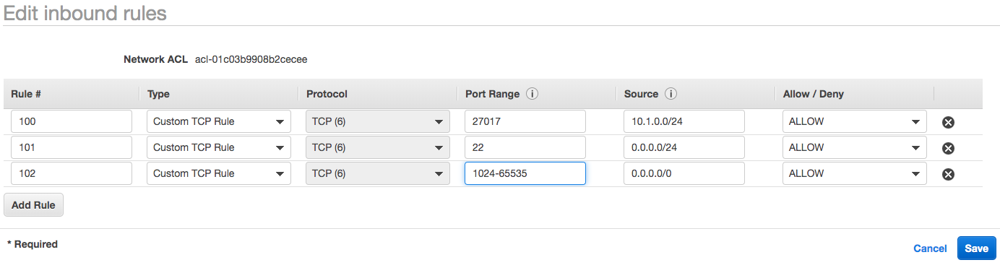 Edit inbound rules
Network ACL acl-01c03b9908b2cecee
Rule # Type Protocol Port Range i Source i Allow / Deny
100 Custom TCP Rule TCP (6) 27017 10.1.0.0/24 ALLOW
101 Custom TCP Rule TCP (6) 22 0.0.0.0/24 ALLOW
102 Custom TCP Rule TCP (6) 1024-65535 0.0.0.0/0 ALLOW
Add Rule
* Required
Cancel Save